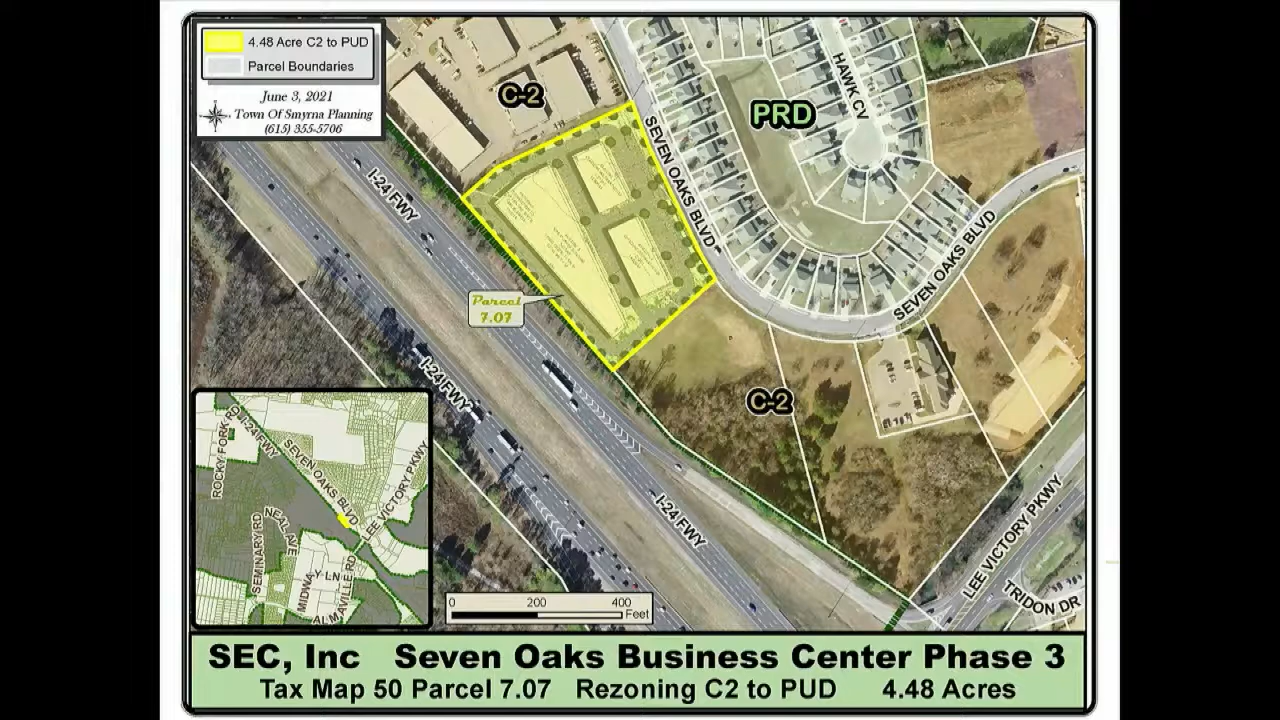 4.48 Acre C2 to PUD
Parcel Boundaries
June 3, 2021
Town Of Smyrna Planning
(615) 355-5706
C-2
PRD
HAWK CV
SEVEN OAKS BLVD
I-24 FWY
SEVEN OAKS BLVD
Parcel
7.07
I-24 FWY
C-2
I-24 FWY
LEE VICTORY PKWY
TRIDON DR
ROCKY FORK RD
I-24 FWY
SEVEN OAKS BLVD
LEE VICTORY PKWY
SEMINARY RD
NEAL AVE
MIDWAY LN
ALMAVILLE RD
0 200 400
Feet
SEC, Inc Seven Oaks Business Center Phase 3
Tax Map 50 Parcel 7.07 Rezoning C2 to PUD 4.48 Acres